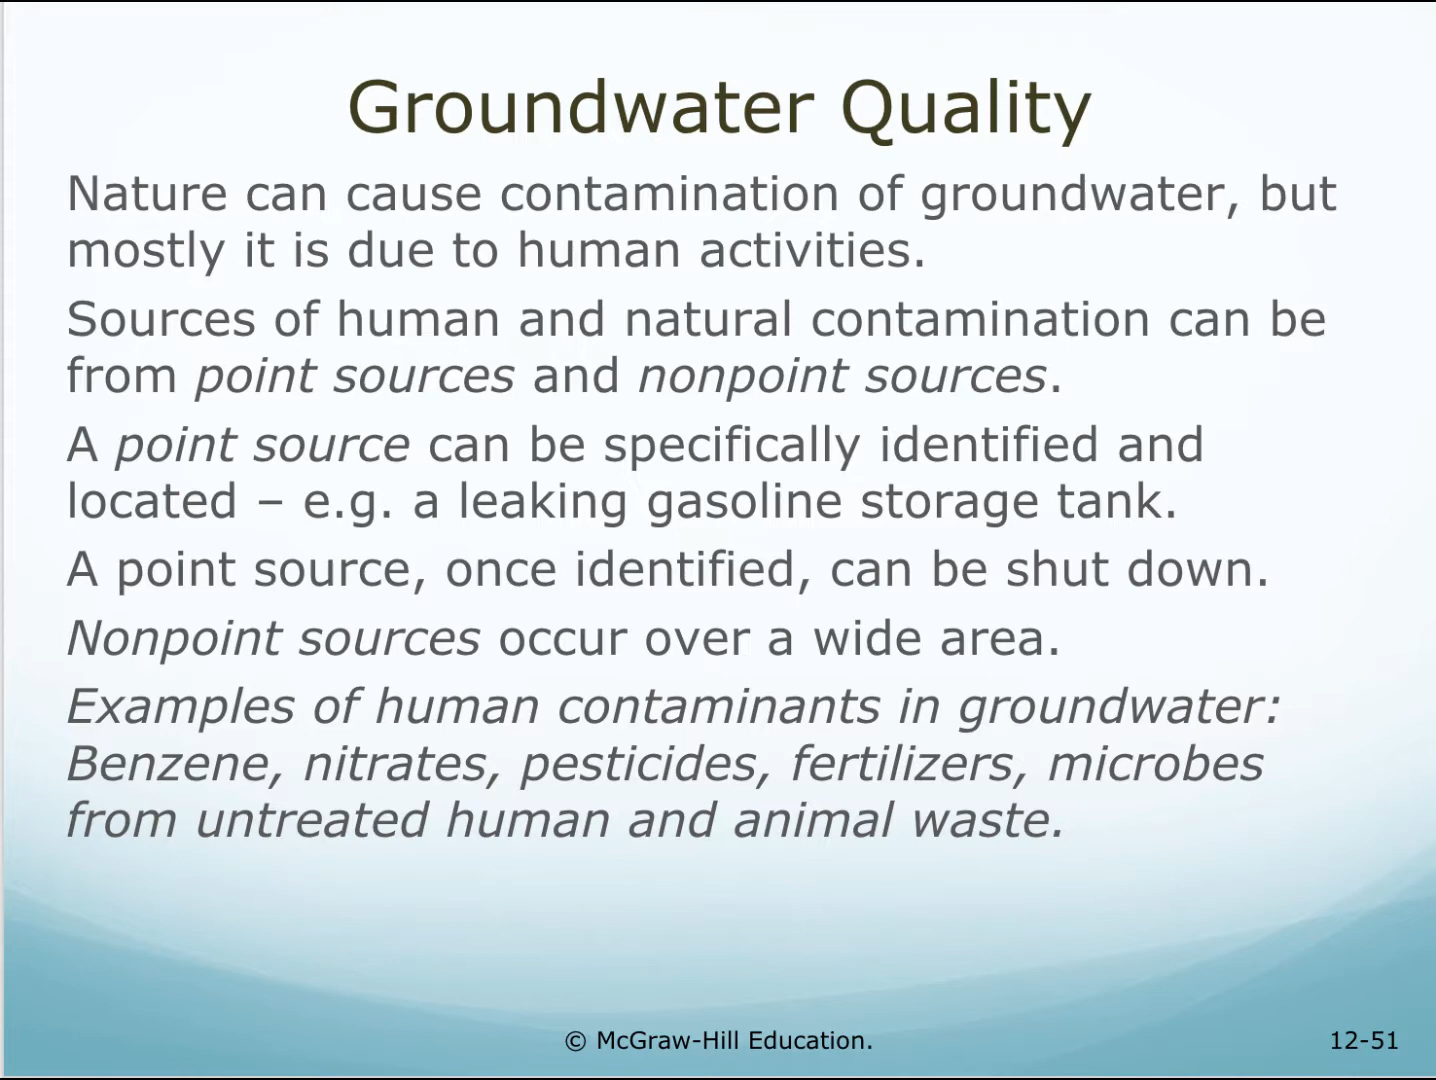 Groundwater Quality
Nature can cause contamination of groundwater, but
mostly it is due to human activities.
Sources of human and natural contamination can be
from point sources and nonpoint sources.
A point source can be specifically identified and
located – e.g. a leaking gasoline storage tank.
A point source, once identified, can be shut down.
Nonpoint sources occur over a wide area.
Examples of human contaminants in groundwater:
Benzene, nitrates, pesticides, fertilizers, microbes
from untreated human and animal waste.
© McGraw-Hill Education.
12-51